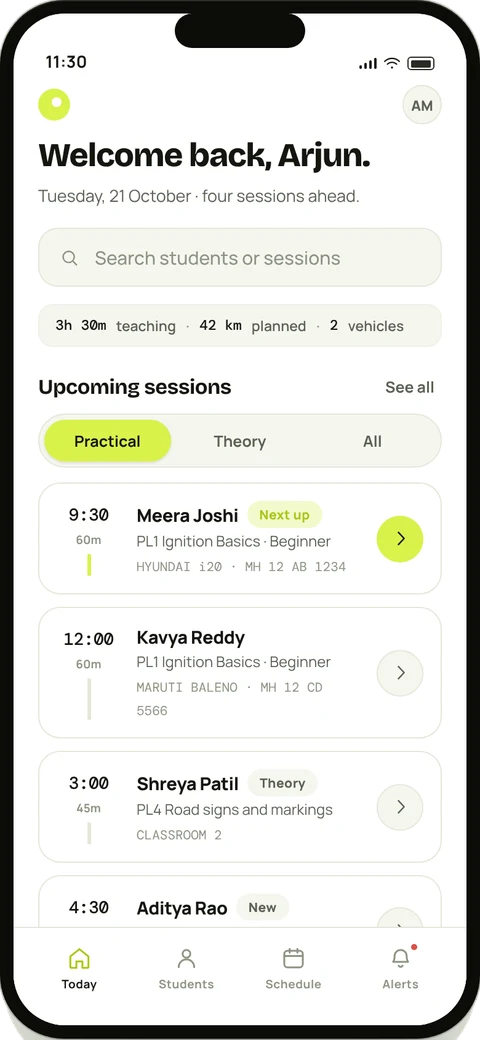 11:30
AM
Welcome back, Arjun.
Tuesday, 21 October · four sessions ahead.
Search students or sessions
3h 30m teaching · 42 km planned · 2 vehicles
Upcoming sessions See all
Practical Theory All
9:30 Meera Joshi Next up
60m PL1 Ignition Basics · Beginner
HYUNDAI i20 · MH 12 AB 1234
12:00 Kavya Reddy
60m PL1 Ignition Basics · Beginner
MARUTI BALENO · MH 12 CD
5566
3:00 Shreya Patil Theory
45m PL4 Road signs and markings
CLASSROOM 2
4:30 Aditya Rao New
Today Students Schedule Alerts